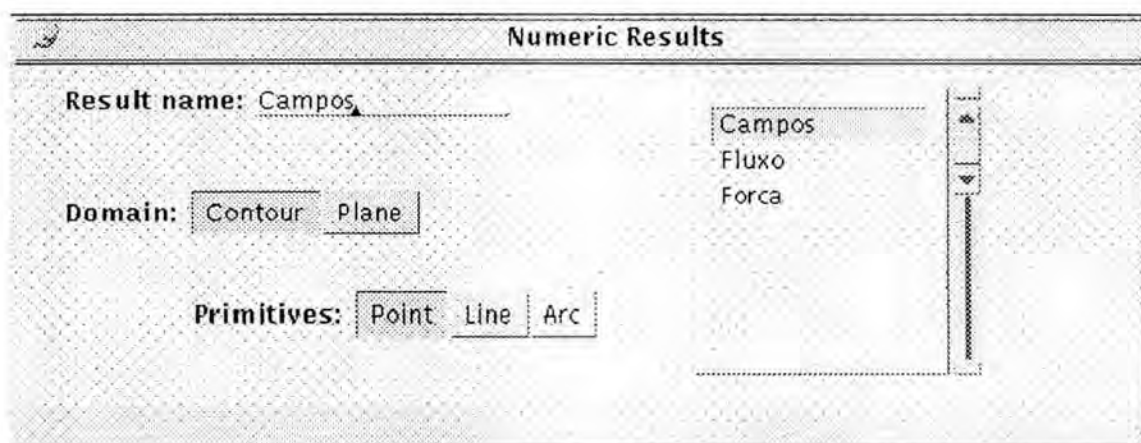 Numeric Results
Result name: Campos
Domain: Contour Plane
Primitives: Point Line Arc
Campos
Fluxo
Forca